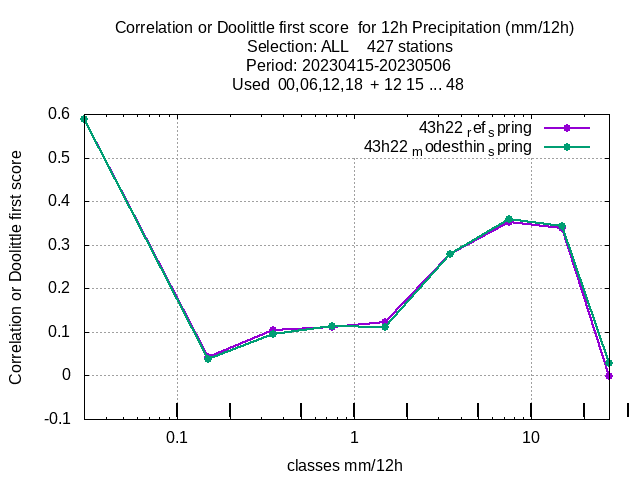 Correlation or Doolittle first score  for 12h Precipitation (mm/12h)
Selection: ALL    427 stations
Period: 20230415-20230506
Used  00,06,12,18  + 12 15 ... 48
43h22 ref spring
43h22 modesthin spring
Correlation or Doolittle first score
0.6
0.5
0.4
0.3
0.2
0.1
0
-0.1
0.1 1 10
classes mm/12h